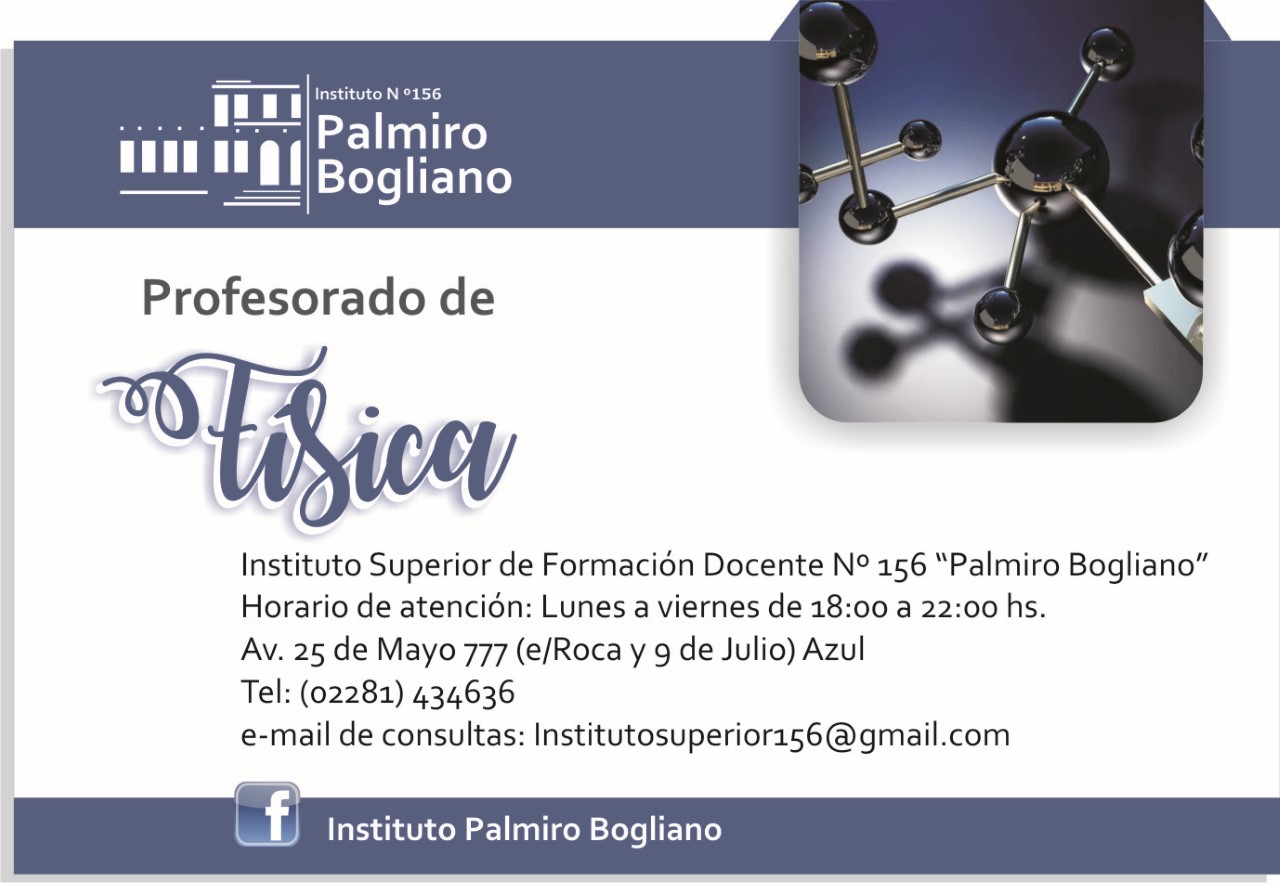 Instituto N º156
Palmiro
Bogliano
Profesorado de
Física
Instituto Superior de Formación Docente Nº 156 “Palmiro Bogliano”
Horario de atención: Lunes a viernes de 18:00 a 22:00 hs.
Av. 25 de Mayo 777 (e/Roca y 9 de Julio) Azul
Tel: (02281) 434636
e-mail de consultas: Institutosuperior156@gmail.com
f
Instituto Palmiro Bogliano